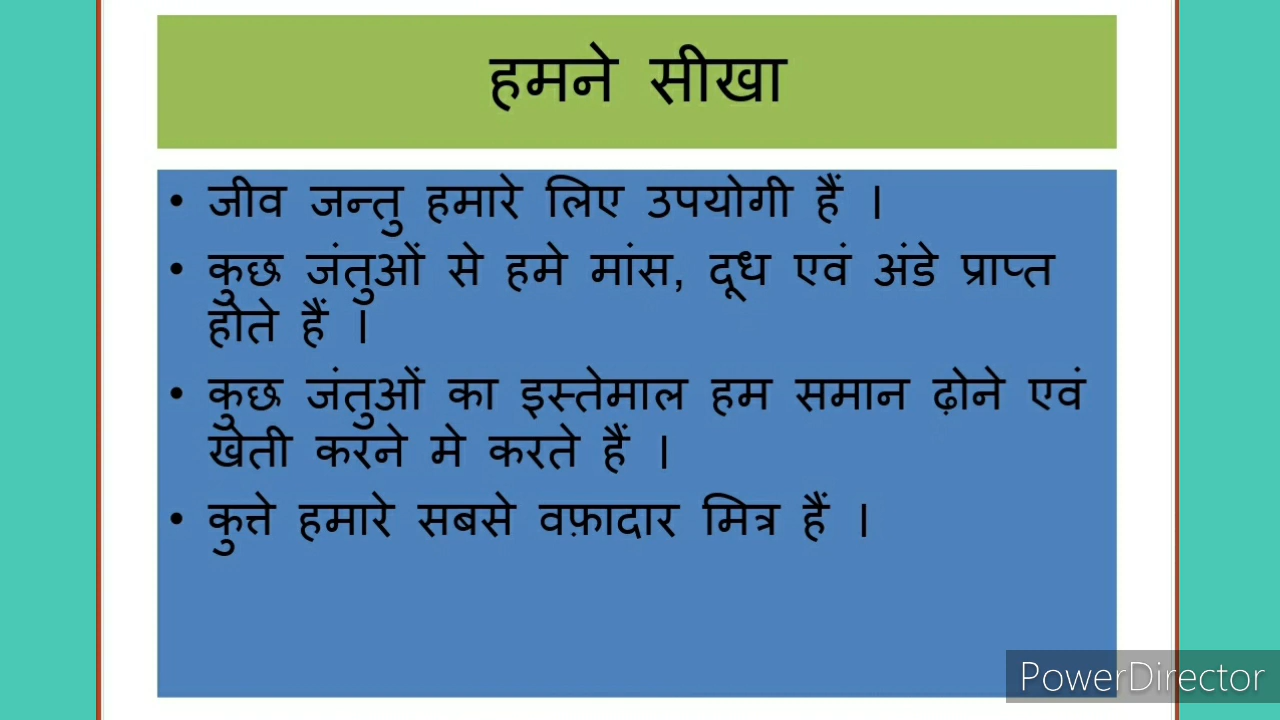 हमने सीखा
• जीव जन्तु हमारे लिए उपयोगी हैं ।
• कुछ जंतुओं से हमे मांस, दूध एवं अंडे प्राप्त
होते हैं ।
• कुछ जंतुओं का इस्तेमाल हम समान ढ़ोने एवं
खेती करने मे करते हैं ।
• कुत्ते हमारे सबसे वफ़ादार मित्र हैं ।
PowerDirector